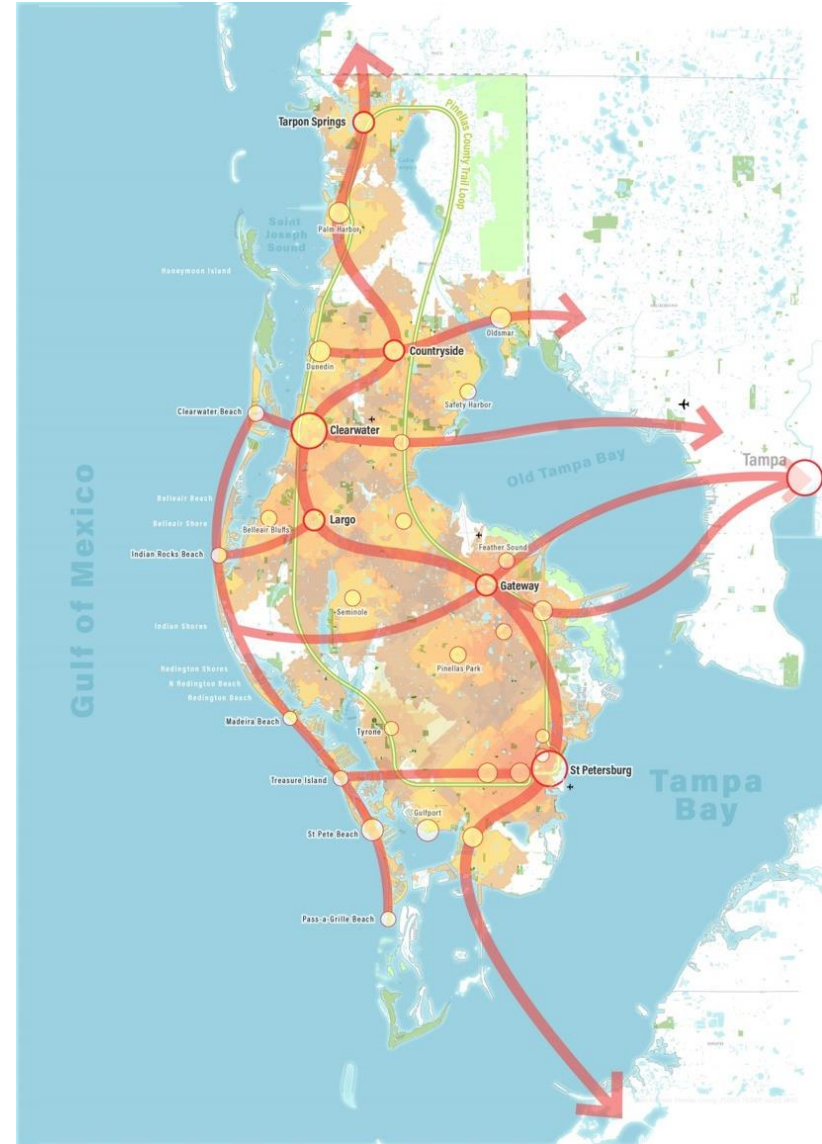 Tarpon Springs
Pinellas County Trail Loop
Palm Harbor
Saint
Joseph
Sound
Honeymoon Island
Oldsmar
Countryside
Dunedin
Safety Harbor
Clearwater Beach
Clearwater
Old Tampa Bay
Tampa
Gulf of Mexico
Belleair Beach
Belleair Shore
Belleair Bluffs
Largo
Indian Rocks Beach
Feather Sound
Gateway
Seminole
Indian Shores
Pinellas Park
Redington Shores
N Redington Beach
Redington Beach
Madeira Beach
Tyrone
Treasure Island
St Petersburg
Tampa
Bay
Gulfport
St Pete Beach
Pass-a-Grille Beach